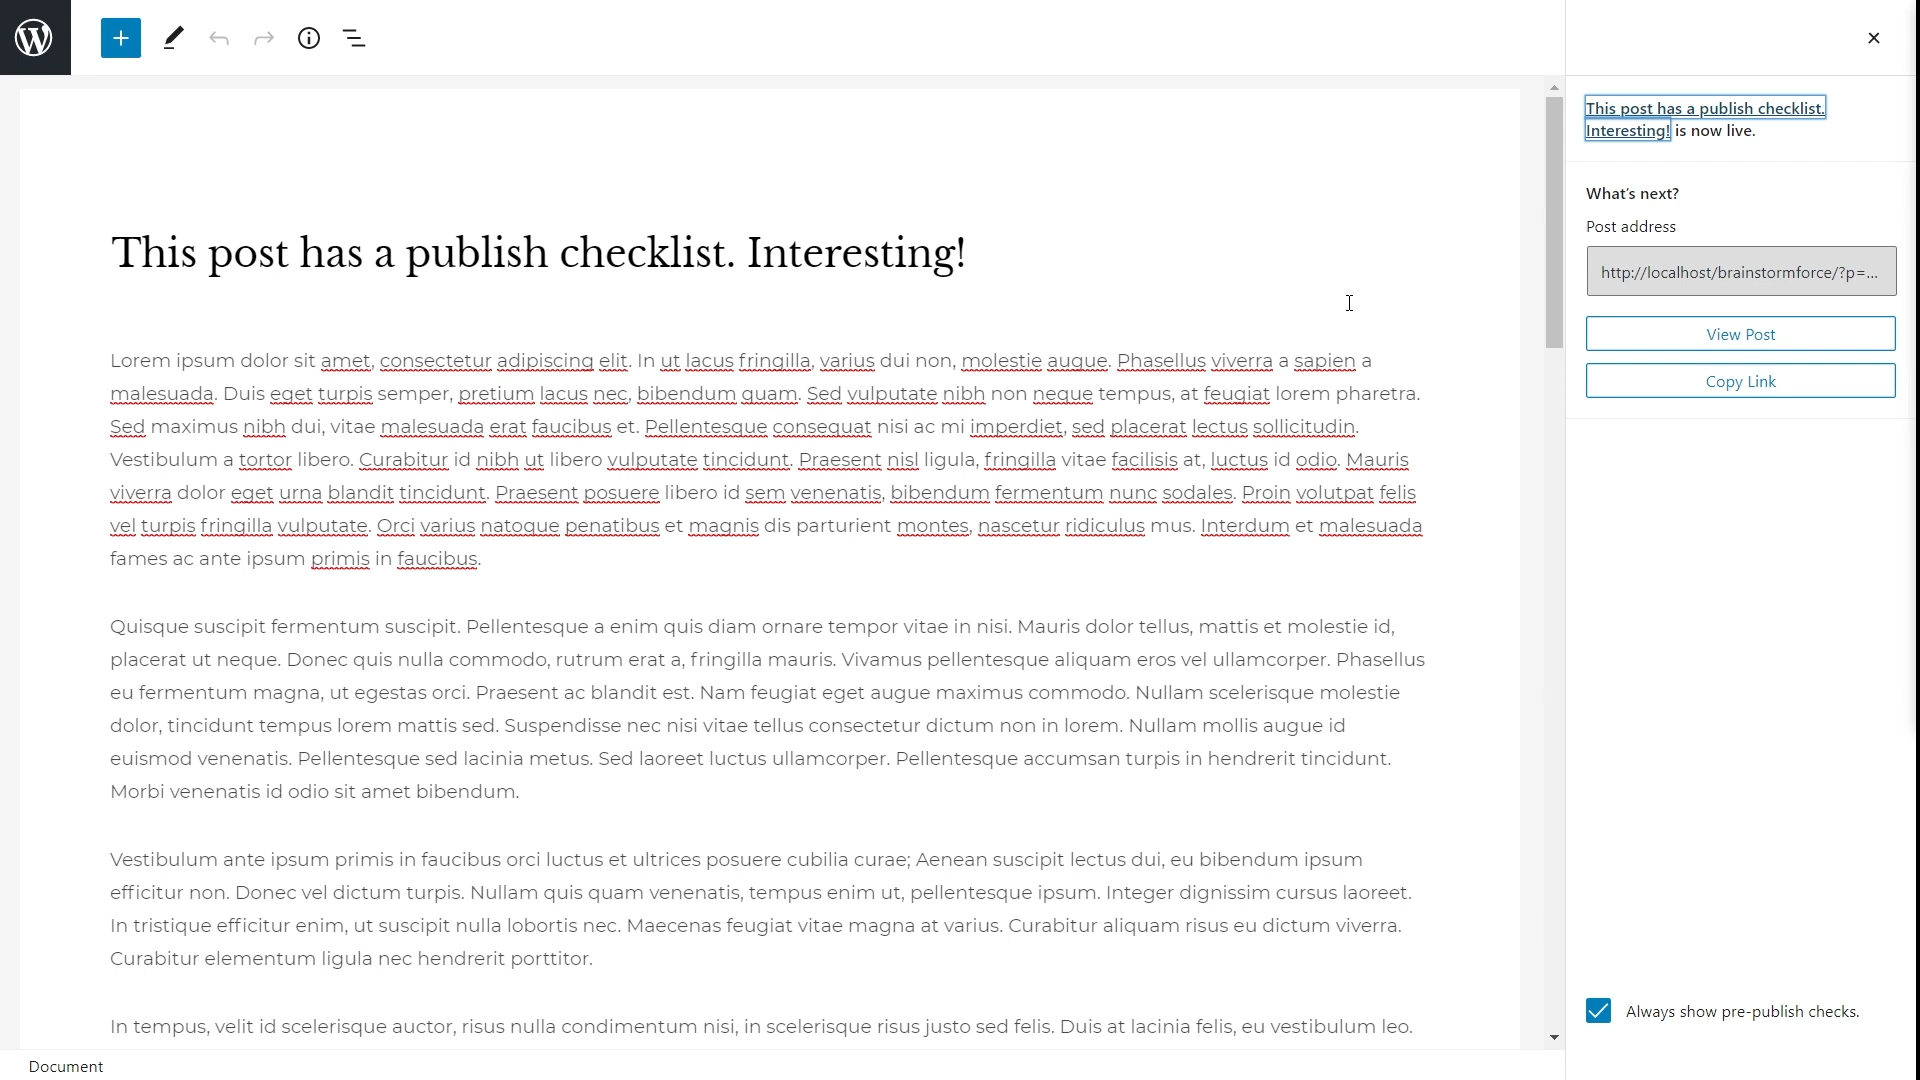 This post has a publish checklist.
Interesting! is now live.
What's next?
Post address
http://localhost/brainstormforce/?p=...
View Post
Copy Link
This post has a publish checklist. Interesting!
Lorem ipsum dolor sit amet, consectetur adipiscing elit. In ut lacus fringilla, varius dui non, molestie augue. Phasellus viverra a sapien a
malesuada. Duis eget turpis semper, pretium lacus nec, bibendum quam. Sed vulputate nibh non neque tempus, at feugiat lorem pharetra.
Sed maximus nibh dui, vitae malesuada erat faucibus et. Pellentesque consequat nisi ac mi imperdiet, sed placerat lectus sollicitudin.
Vestibulum a tortor libero. Curabitur id nibh ut libero vulputate tincidunt. Praesent nisl ligula, fringilla vitae facilisis at, luctus id odio. Mauris
viverra dolor eget urna blandit tincidunt. Praesent posuere libero id sem venenatis, bibendum fermentum nunc sodales. Proin volutpat felis
vel turpis fringilla vulputate. Orci varius natoque penatibus et magnis dis parturient montes, nascetur ridiculus mus. Interdum et malesuada
fames ac ante ipsum primis in faucibus.
Quisque suscipit fermentum suscipit. Pellentesque a enim quis diam ornare tempor vitae in nisi. Mauris dolor tellus, mattis et molestie id,
placerat ut neque. Donec quis nulla commodo, rutrum erat a, fringilla mauris. Vivamus pellentesque aliquam eros vel ullamcorper. Phasellus
eu fermentum magna, ut egestas orci. Praesent ac blandit est. Nam feugiat eget augue maximus commodo. Nullam scelerisque molestie
dolor, tincidunt tempus lorem mattis sed. Suspendisse nec nisi vitae tellus consectetur dictum non in lorem. Nullam mollis augue id
euismod venenatis. Pellentesque sed lacinia metus. Sed laoreet luctus ullamcorper. Pellentesque accumsan turpis in hendrerit tincidunt.
Morbi venenatis id odio sit amet bibendum.
Vestibulum ante ipsum primis in faucibus orci luctus et ultrices posuere cubilia curae; Aenean suscipit lectus dui, eu bibendum ipsum
efficitur non. Donec vel dictum turpis. Nullam quis quam venenatis, tempus enim ut, pellentesque ipsum. Integer dignissim cursus laoreet.
In tristique efficitur enim, ut suscipit nulla lobortis nec. Maecenas feugiat vitae magna at varius. Curabitur aliquam risus eu dictum viverra.
Curabitur elementum ligula nec hendrerit porttitor.
In tempus, velit id scelerisque auctor, risus nulla condimentum nisi, in scelerisque risus justo sed felis. Duis at lacinia felis, eu vestibulum leo.
Always show pre-publish checks.
Document